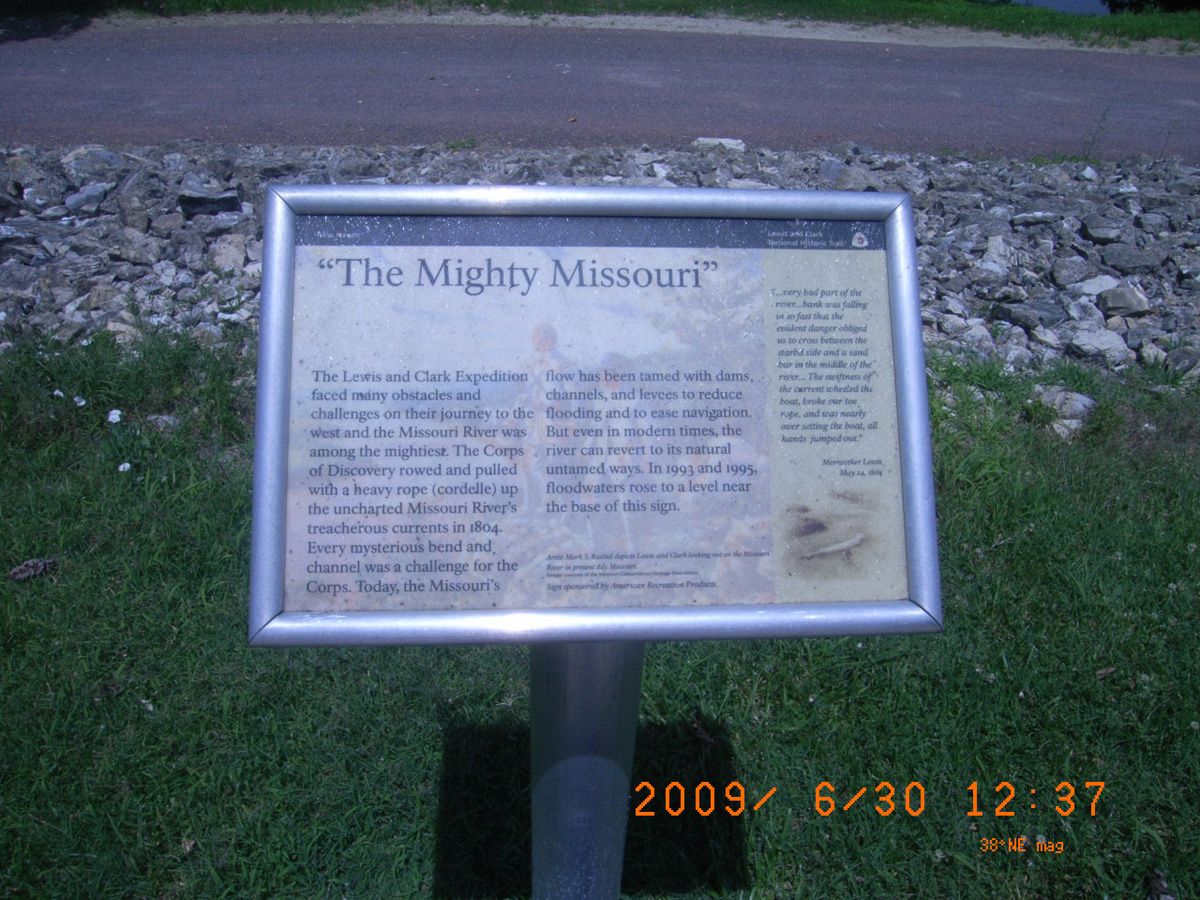 New Haven
Lewis and Clark
National Historic Trail
"The Mighty Missouri"
The Lewis and Clark Expedition
faced many obstacles and
challenges on their journey to the
west and the Missouri River was
among the mightiest. The Corps
of Discovery rowed and pulled
with a heavy rope (cordelle) up
the uncharted Missouri River's
treacherous currents in 1804.
Every mysterious bend and
channel was a challenge for the
Corps. Today, the Missouri's
flow has been tamed with dams,
channels, and levees to reduce
flooding and to ease navigation.
But even in modern times, the
river can revert to its natural
untamed ways. In 1993 and 1995,
floodwaters rose to a level near
the base of this sign.
Artist Mark S. depicts Lewis and Clark looking out on the Missouri
River in present day Missouri
Image courtesy of the Missouri Conservation Heritage Foundation
Sign sponsored by American Recreation Products.
"...very bad part of the
river...bank was falling
in so fast that the
evident danger obliged
us to cross between the
starbd side and a sand
bar in the middle of the
river... The swiftness of
the current wheeled the
boat, broke our toe
rope, and was nearly
over setting the boat, all
hands jumped out."
Meriwether Lewis
May 24, 1804
2009/ 6/30 12:37
38°NE mag